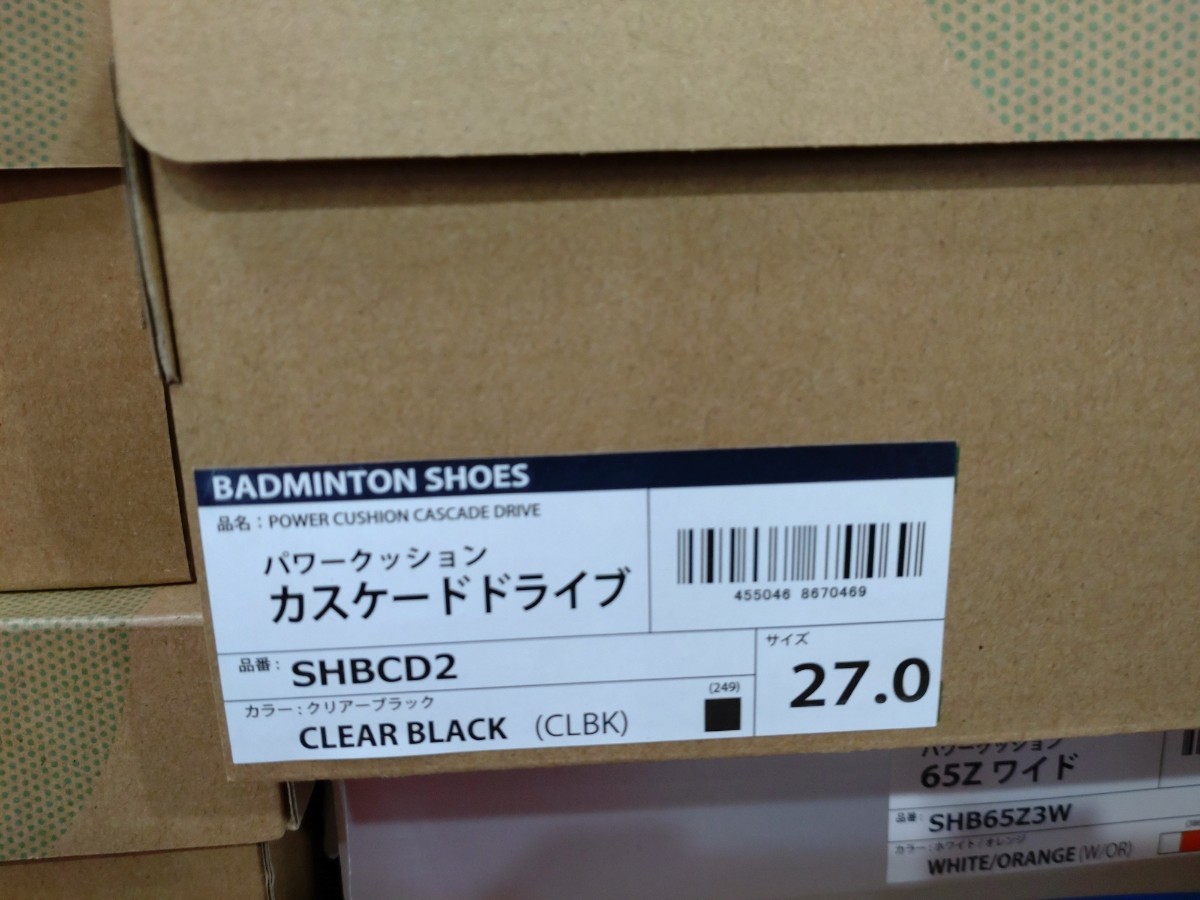 BADMINTON SHOES
品名：POWER CUSHION CASCADE DRIVE
パワークッション
カスケードドライブ
455046 8670469
品番： SHBCD2
サイズ
27.0
カラー：クリアーブラック
(249)
CLEAR BLACK (CLBK)
パワークッション
65Z ワイド
品番： SHB65Z3W
カラー：ホワイト/オレンジ
WHITE/ORANGE (W/OR)